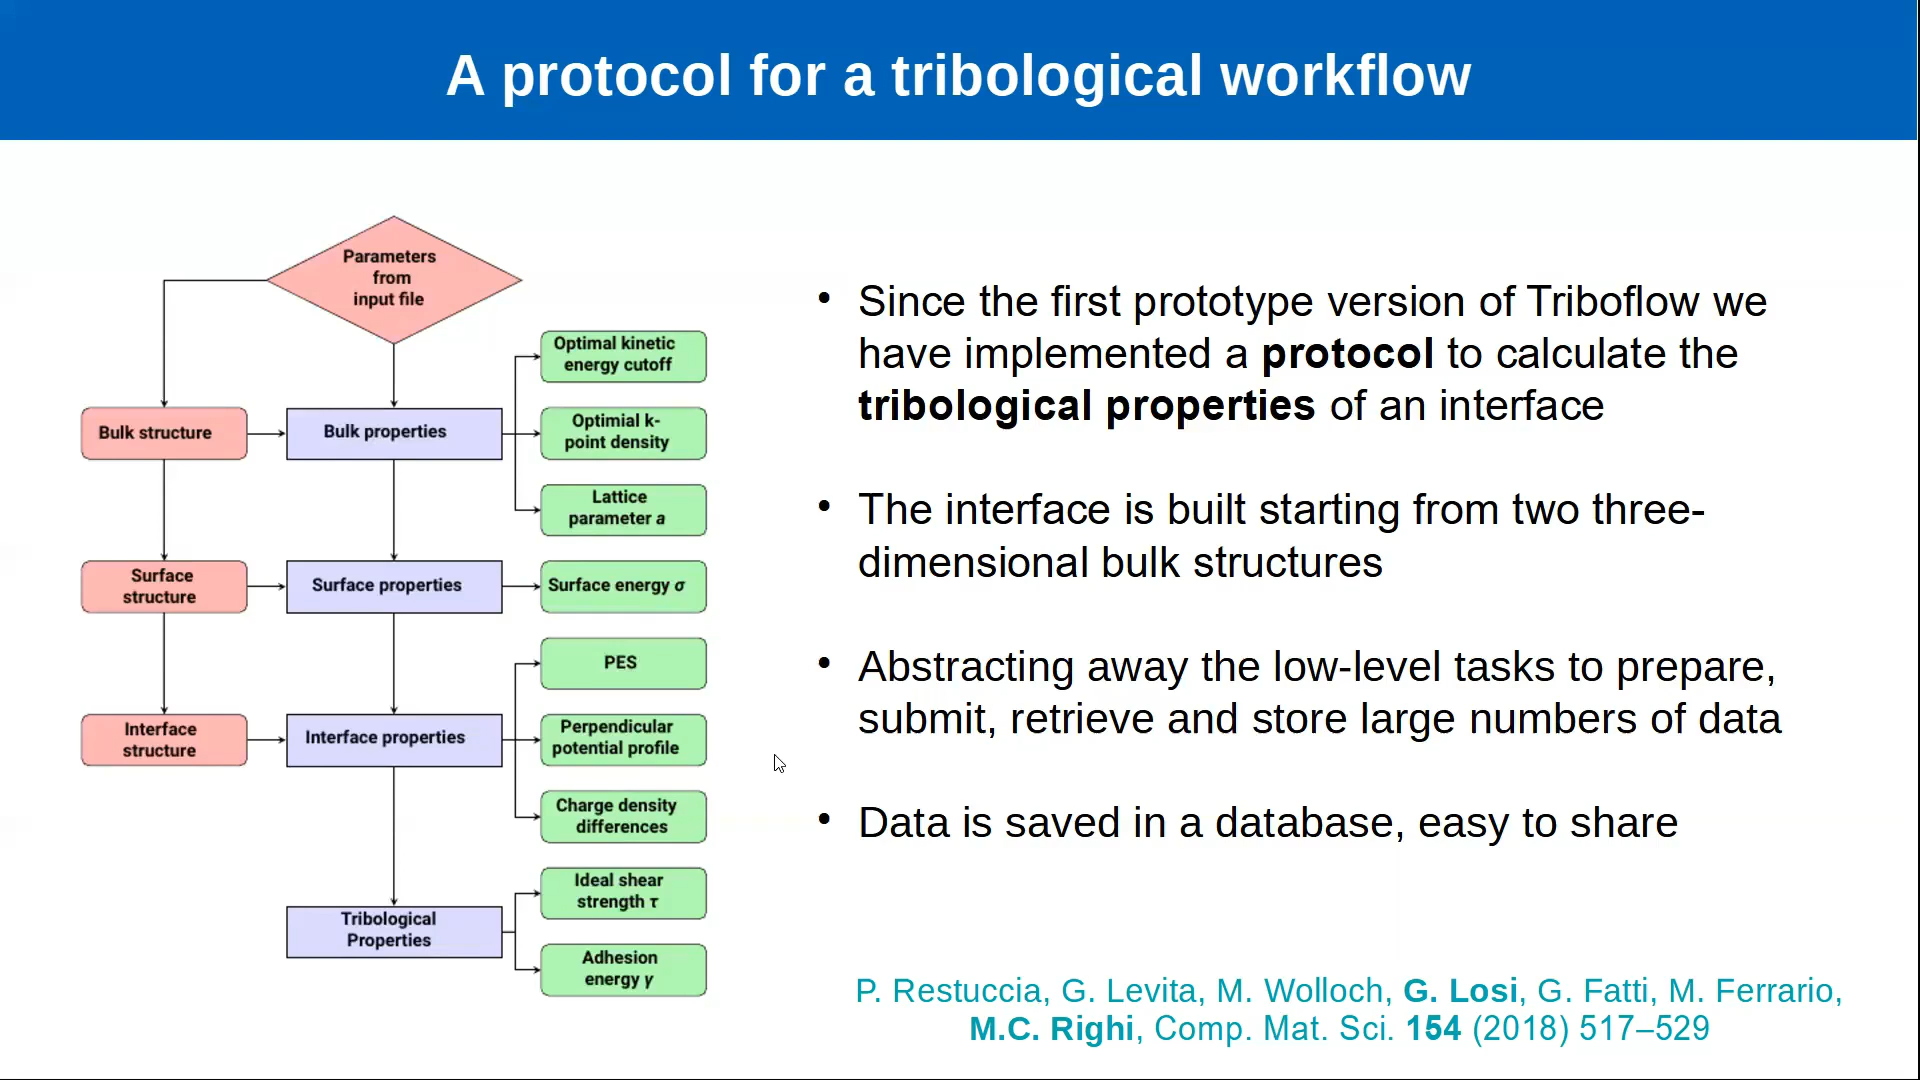 A protocol for a tribological workflow
Parameters
from
input file
Optimal kinetic
energy cutoff
Bulk structure
Bulk properties
Optimial k-
point density
Lattice
parameter a
Surface
structure
Surface properties
Surface energy σ
PES
Interface
structure
Interface properties
Perpendicular
potential profile
Charge density
differences
Ideal shear
strength τ
Tribological
Properties
Adhesion
energy γ
• Since the first prototype version of Triboflow we
have implemented a protocol to calculate the
tribological properties of an interface
• The interface is built starting from two three-
dimensional bulk structures
• Abstracting away the low-level tasks to prepare,
submit, retrieve and store large numbers of data
• Data is saved in a database, easy to share
P. Restuccia, G. Levita, M. Wolloch, G. Losi, G. Fatti, M. Ferrario,
M.C. Righi, Comp. Mat. Sci. 154 (2018) 517–529